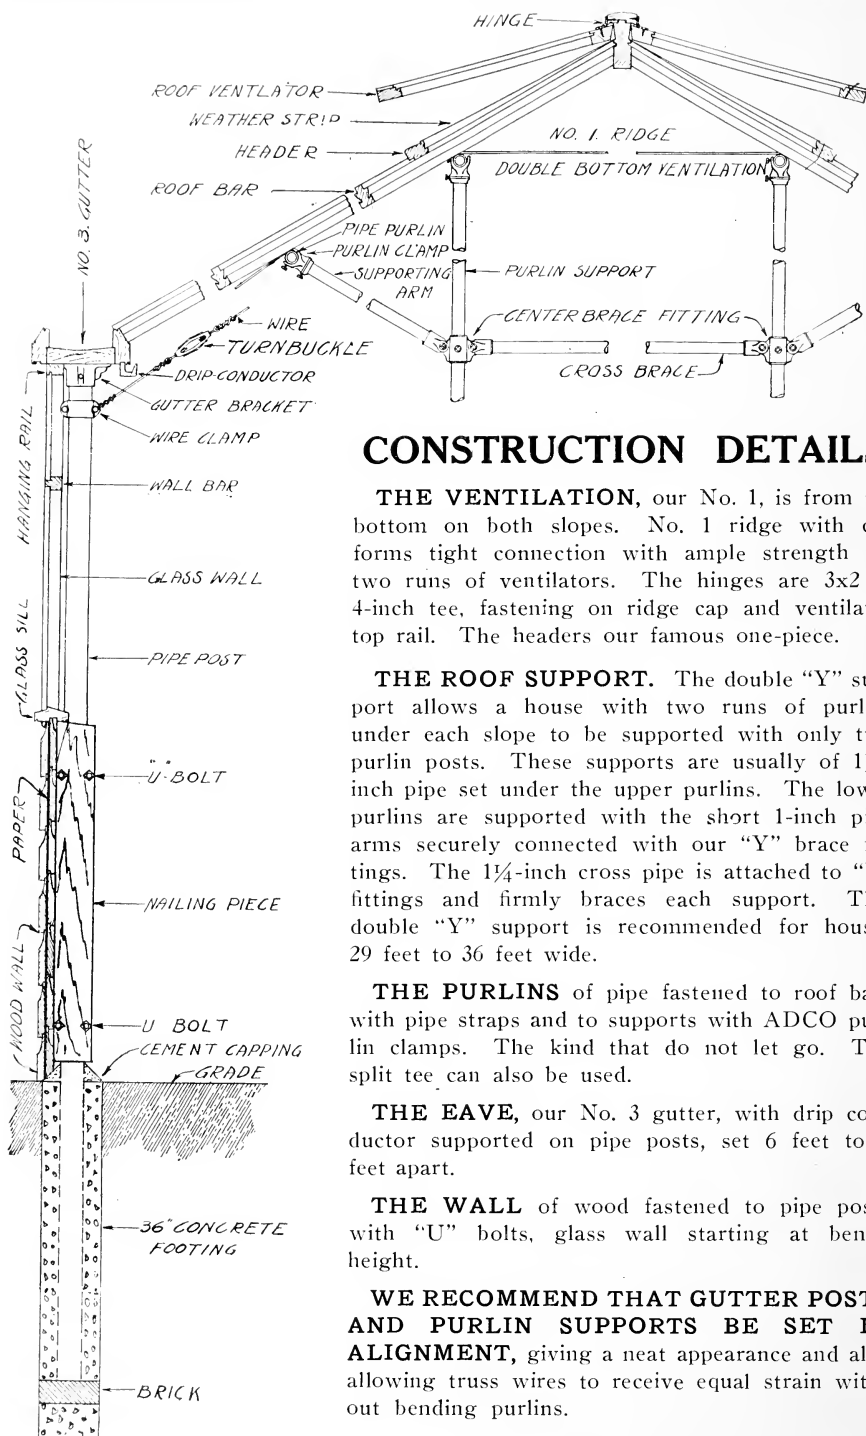 HINGE
ROOF VENTLATOR
WEATHER STRIP
NO. 1. RIDGE
HEADER
DOUBLE BOTTOM VENTILATION
ROOF BAR
NO. 3. GUTTER
PIPE PURLIN
PURLIN CLAMP
SUPPORTING
ARM
PURLIN SUPPORT
CENTER BRACE FITTING
CROSS BRACE
WIRE
TURNBUCKLE
DRIP-CONDUCTOR
GUTTER BRACKET
WIRE CLAMP
HANGING RAIL
WALL BAR
GLASS WALL
GLASS SILL
PIPE POST
"U"-BOLT
PAPER
NAILING PIECE
WOOD WALL
U BOLT
CEMENT CAPPING
GRADE
36" CONCRETE
FOOTING
BRICK
CONSTRUCTION DETAIL
THE VENTILATION, our No. 1, is from
bottom on both slopes. No. 1 ridge with
forms tight connection with ample strength
two runs of ventilators. The hinges are 3x2
4-inch tee, fastening on ridge cap and ventila
top rail. The headers our famous one-piece.
THE ROOF SUPPORT. The double "Y" su
port allows a house with two runs of purl
under each slope to be supported with only t
purlin posts. These supports are usually of 1
inch pipe set under the upper purlins. The low
purlins are supported with the short 1-inch p
arms securely connected with our "Y" brace
tings. The 1¼-inch cross pipe is attached to "
fittings and firmly braces each support. T
double "Y" support is recommended for hous
29 feet to 36 feet wide.
THE PURLINS of pipe fastened to roof ba
with pipe straps and to supports with ADCO pu
lin clamps. The kind that do not let go. T
split tee can also be used.
THE EAVE, our No. 3 gutter, with drip co
ductor supported on pipe posts, set 6 feet to
feet apart.
THE WALL of wood fastened to pipe pos
with "U" bolts, glass wall starting at ben
height.
WE RECOMMEND THAT GUTTER POST
AND PURLIN SUPPORTS BE SET I
ALIGNMENT, giving a neat appearance and al
allowing truss wires to receive equal strain wit
out bending purlins.